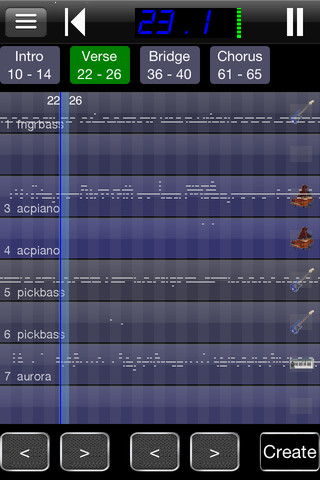 23.1
Intro
10 - 14
Verse
22 - 26
Bridge
36 - 40
Chorus
61 - 65
22 26
1 fngrbass
3 acpiano
4 acpiano
5 pickbass
6 pickbass
7 aurora
< > < > Create